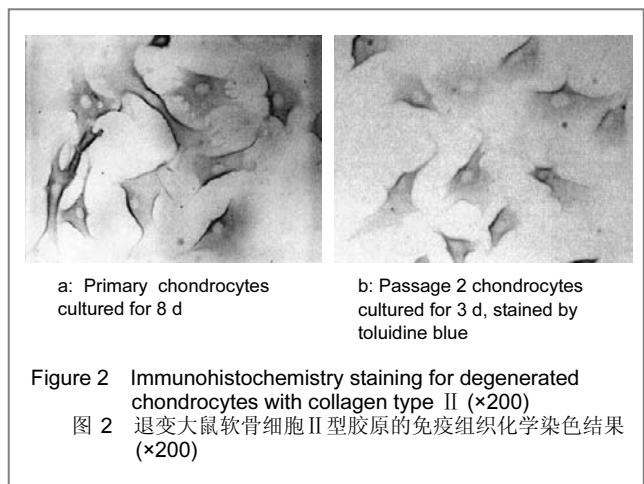 a: Primary chondrocytes
cultured for 8 d
b: Passage 2 chondrocytes
cultured for 3 d, stained by
toluidine blue
Figure 2 Immunohistochemistry staining for degenerated
chondrocytes with collagen type Ⅱ (×200)
图 2 退变大鼠软骨细胞Ⅱ型胶原的免疫组织化学染色结果
(×200)